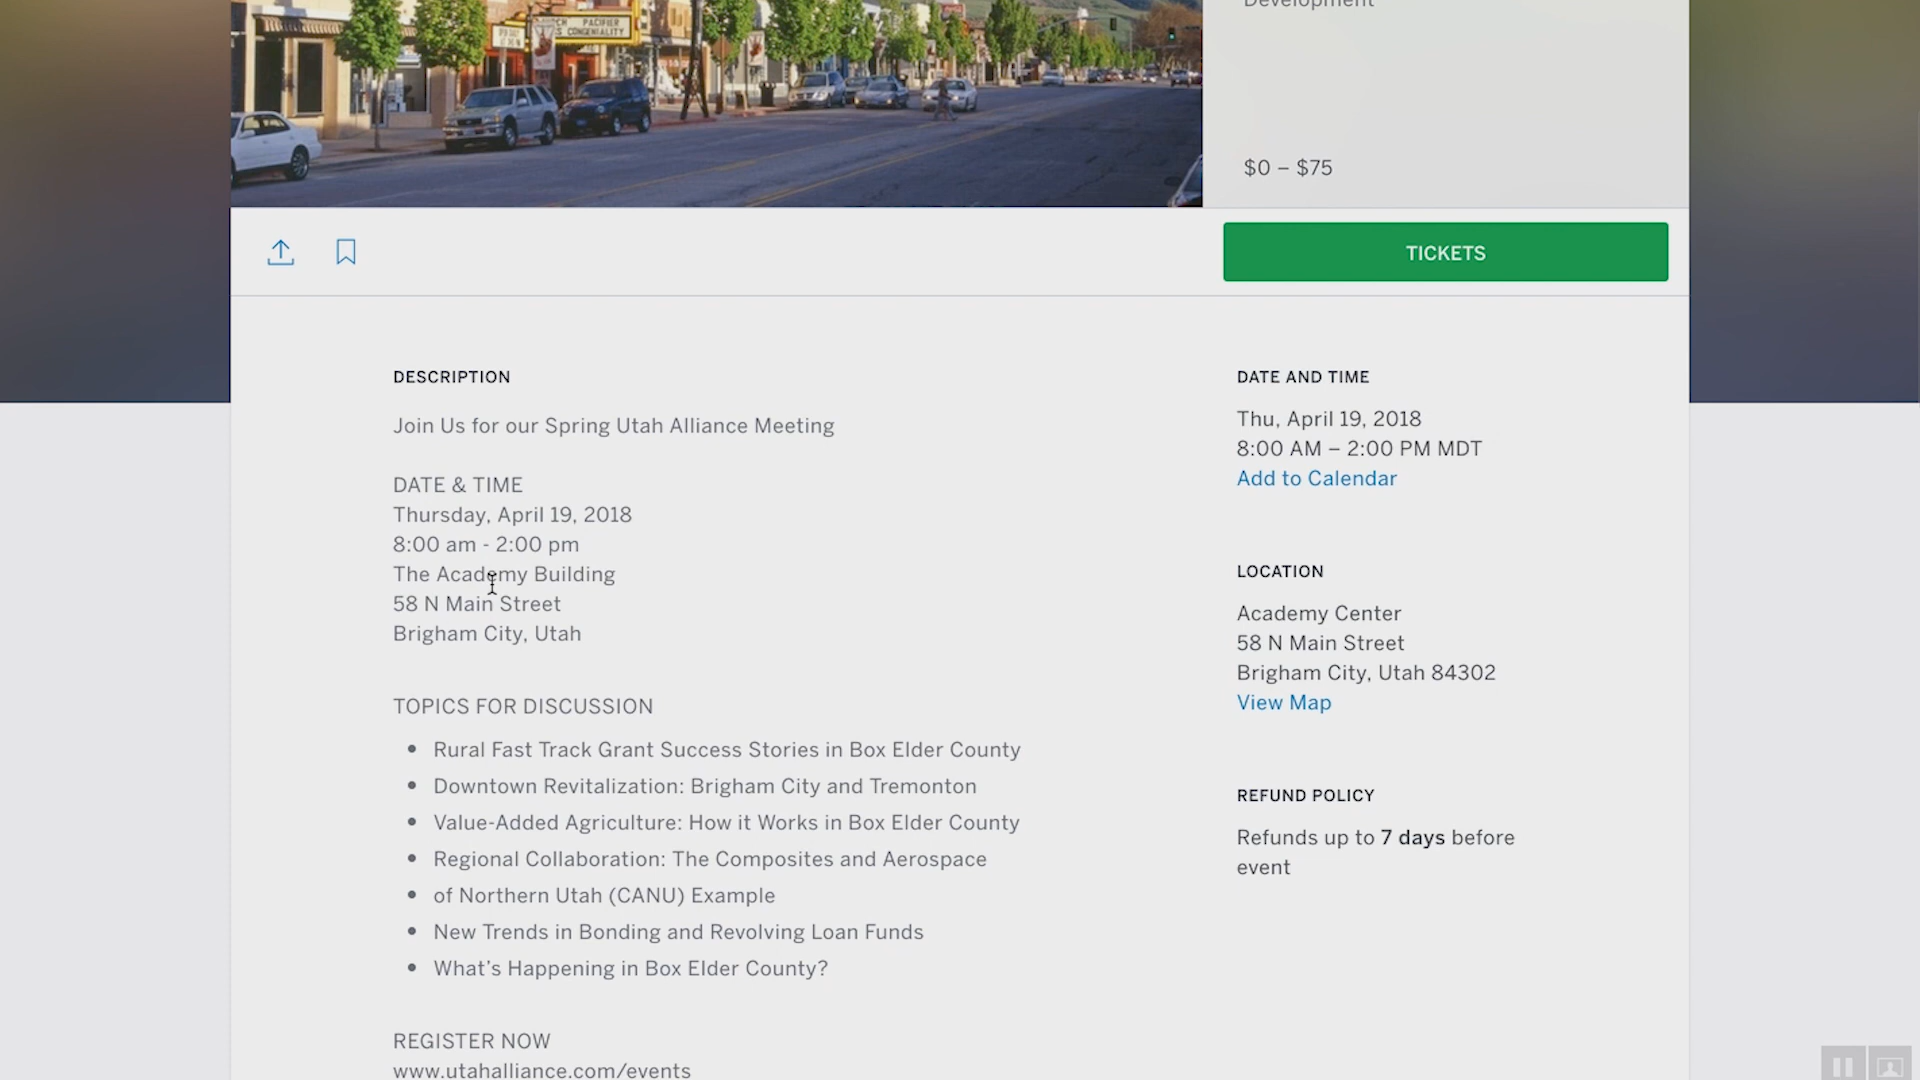 PACIFIER
CONGENIALITY
Development
$0 – $75
TICKETS
DESCRIPTION
Join Us for our Spring Utah Alliance Meeting
DATE & TIME
Thursday, April 19, 2018
8:00 am - 2:00 pm
The Academy Building
58 N Main Street
Brigham City, Utah
TOPICS FOR DISCUSSION
Rural Fast Track Grant Success Stories in Box Elder County
Downtown Revitalization: Brigham City and Tremonton
Value-Added Agriculture: How it Works in Box Elder County
Regional Collaboration: The Composites and Aerospace
of Northern Utah (CANU) Example
New Trends in Bonding and Revolving Loan Funds
What's Happening in Box Elder County?
REGISTER NOW
www.utahalliance.com/events
DATE AND TIME
Thu, April 19, 2018
8:00 AM – 2:00 PM MDT
Add to Calendar
LOCATION
Academy Center
58 N Main Street
Brigham City, Utah 84302
View Map
REFUND POLICY
Refunds up to 7 days before
event